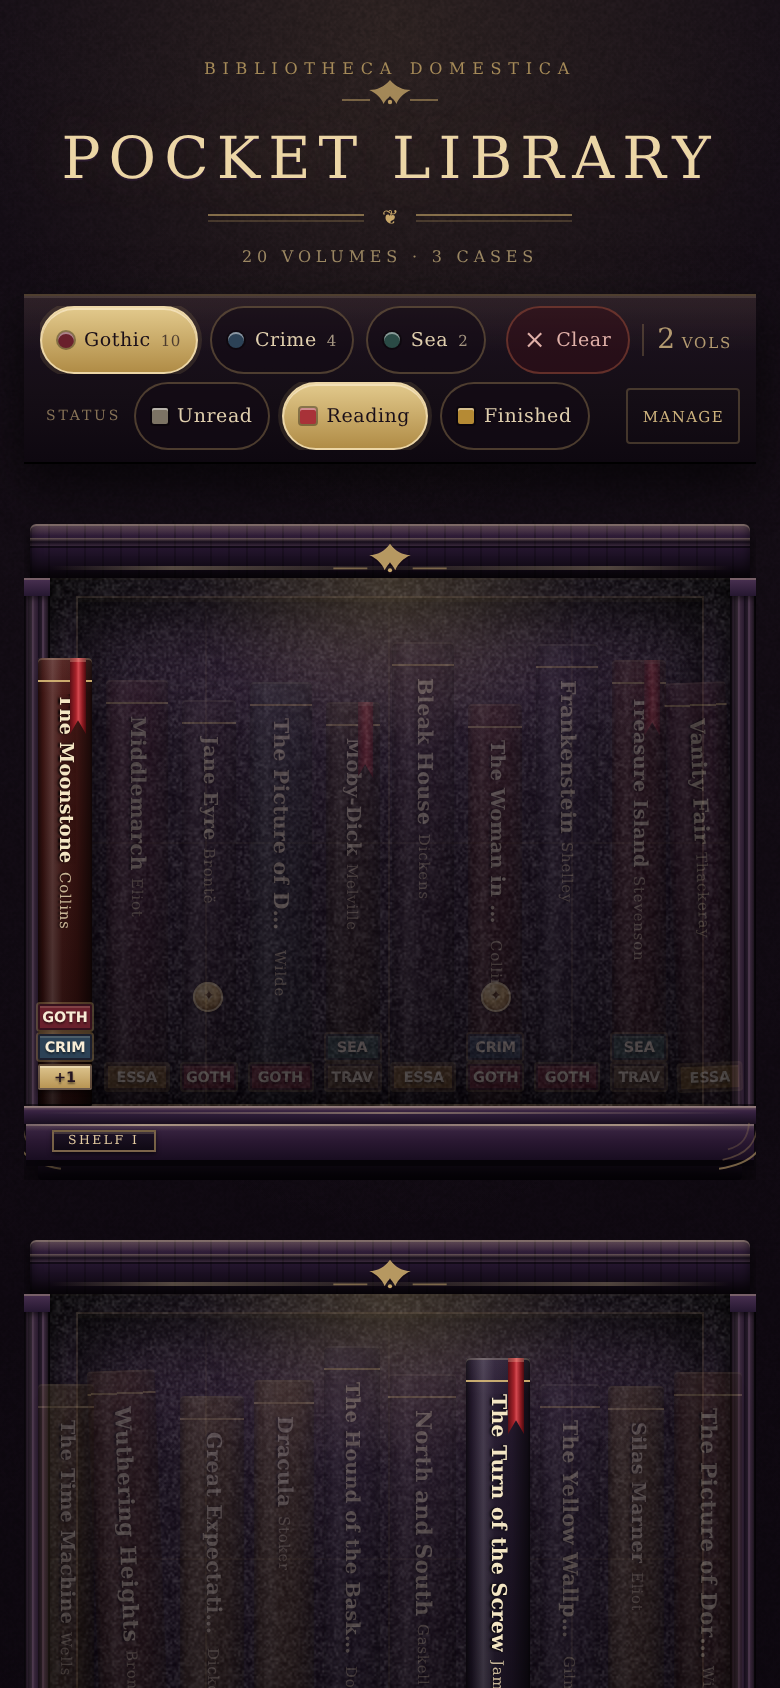 BIBLIOTHECA DOMESTICA
POCKET LIBRARY
20 VOLUMES · 3 CASES
Gothic 10
Crime 4
Sea 2
× Clear
2 VOLS
STATUS
Unread
Reading
Finished
MANAGE
The Moonstone Collins
Middlemarch Eliot
Jane Eyre Brontë
The Picture of D… Wilde
Moby-Dick Melville
Bleak House Dickens
The Woman in …
Frankenstein Shelley
Treasure Island Stevenson
Vanity Fair Thackeray
GOTH
CRIM
+1
ESSA
GOTH
GOTH
SEA
TRAV
ESSA
CRIM
GOTH
GOTH
SEA
TRAV
ESSA
SHELF I
The Time Machine Wells
Wuthering Heights
Great Expectati…
Dracula Stoker
The Hound of the Bask…
North and South
The Turn of the Screw
The Yellow Wallp…
Silas Marner Eliot
The Picture of Dor…